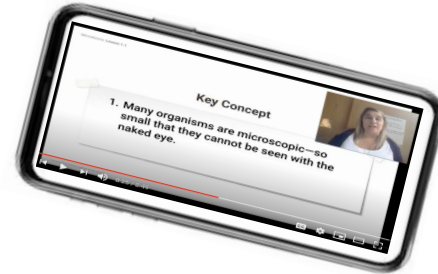 Key Concept
1. Many organisms are microscopic—so
small that they cannot be seen with the
naked eye.